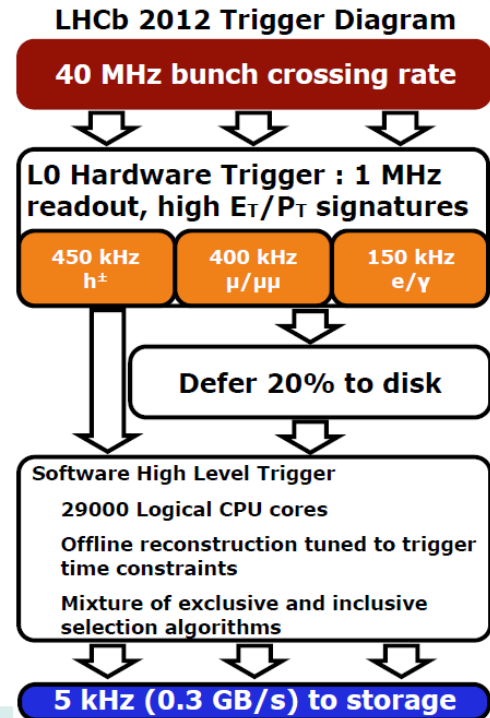 LHCb 2012 Trigger Diagram
40 MHz bunch crossing rate
L0 Hardware Trigger : 1 MHz
readout, high ET/PT signatures
450 kHz
h±
400 kHz
μ/μμ
150 kHz
e/γ
Defer 20% to disk
Software High Level Trigger
29000 Logical CPU cores
Offline reconstruction tuned to trigger
time constraints
Mixture of exclusive and inclusive
selection algorithms
5 kHz (0.3 GB/s) to storage